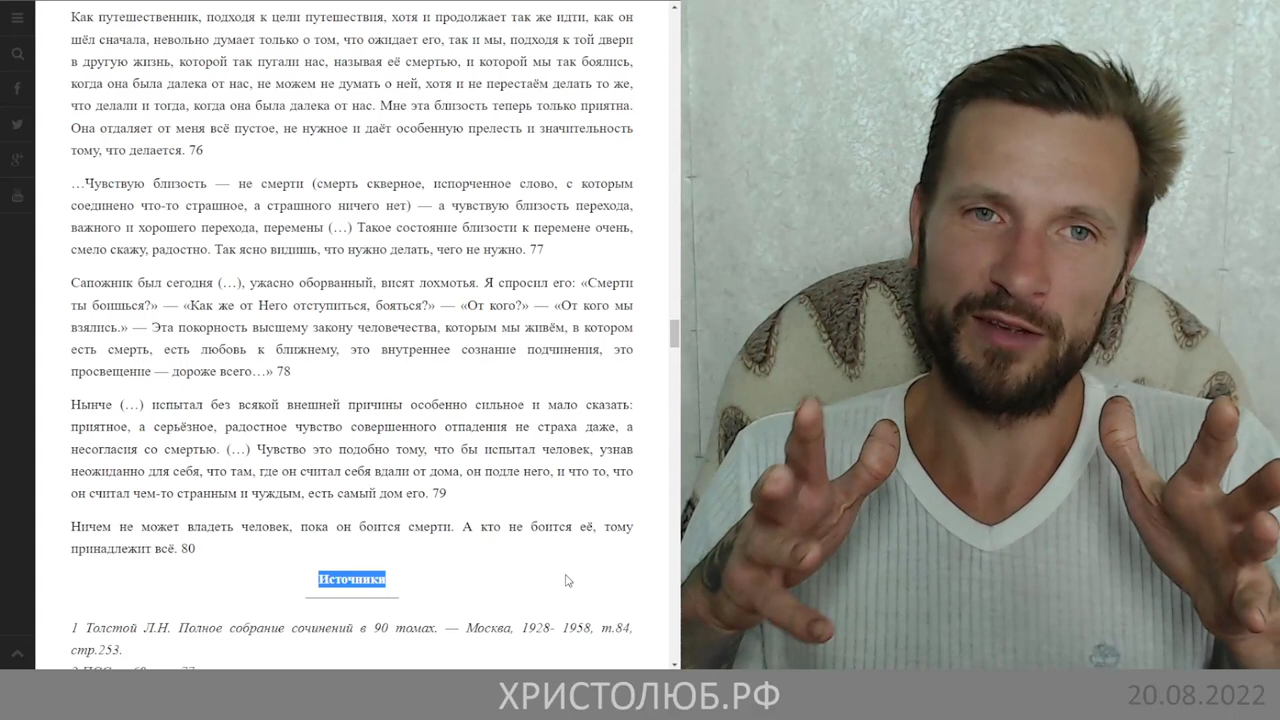 Как путешественник, подходя к цели путешествия, хотя и продолжает так же идти, как он
шёл сначала, невольно думает только о том, что ожидает его, так и мы, подходя к той двери
в другую жизнь, которой так пугали нас, называя её смертью, и которой мы так боялись,
когда она была далека от нас, не можем не думать о ней, хотя и не перестаём делать то же,
что делали и тогда, когда она была далека от нас. Мне эта близость теперь только приятна.
Она отдаляет от меня всё пустое, не нужное и даёт особенную прелесть и значительность
тому, что делается. 76
…Чувствую близость — не смерти (смерть скверное, испорченное слово, с которым
соединено что-то страшное, а страшного ничего нет) — а чувствую близость перехода,
важного и хорошего перехода, перемены (…) Такое состояние близости к перемене очень,
смело скажу, радостно. Так ясно видишь, что нужно делать, чего не нужно. 77
Сапожник был сегодня (…), ужасно оборванный, висят лохмотья. Я спросил его: «Смерти
ты боишься?» — «Как же от Него отступиться, бояться?» — «От кого?» — «От кого мы
взялись.» — Эта покорность высшему закону человечества, которым мы живём, в котором
есть смерть, есть любовь к ближнему, это внутреннее сознание подчинения, это
просвещение — дороже всего…» 78
Нынче (…) испытал без всякой внешней причины особенно сильное и мало сказать:
приятное, а серьёзное, радостное чувство совершенного отпадения не страха даже, а
несогласия со смертью. (…) Чувство это подобно тому, что бы испытал человек, узнав
неожиданно для себя, что там, где он считал себя вдали от дома, он подле него, и что то, что
он считал чем-то странным и чуждым, есть самый дом его. 79
Ничем не может владеть человек, пока он боится смерти. А кто не боится её, тому
принадлежит всё. 80
Источники
1 Толстой Л.Н. Полное собрание сочинений в 90 томах. — Москва, 1928- 1958, т.84,
стр.253.
ХРИСТОЛЮБ.РФ
20.08.2022